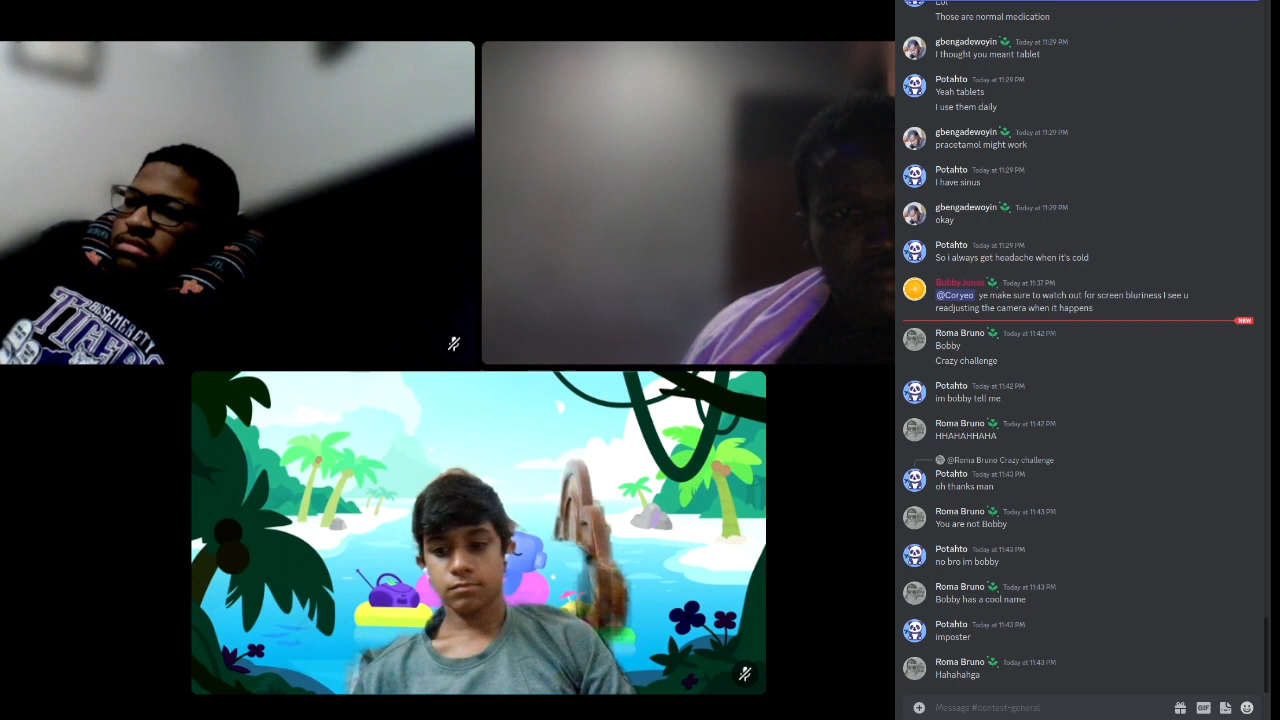 ROSEMERCY
TIGERS
Lol
Those are normal medication
gbengadewoyin Today at 11:29 PM
I thought you meant tablet
Potahto Today at 11:29 PM
Yeah tablets
I use them daily
gbengadewoyin Today at 11:29 PM
pracetamol might work
Potahto Today at 11:29 PM
I have sinus
gbengadewoyin Today at 11:29 PM
okay
Potahto Today at 11:29 PM
So i always get headache when it's cold
BobbyJonas Today at 11:37 PM
@Coryeo ye make sure to watch out for screen bluriness I see u
readjusting the camera when it happens
NEW
Roma Bruno Today at 11:42 PM
Bobby
Crazy challenge
Potahto Today at 11:42 PM
im bobby tell me
Roma Bruno Today at 11:42 PM
HHAHAHHAHA
@Roma Bruno Crazy challenge
Potahto Today at 11:43 PM
oh thanks man
Roma Bruno Today at 11:43 PM
You are not Bobby
Potahto Today at 11:43 PM
no bro im bobby
Roma Bruno Today at 11:43 PM
Bobby has a cool name
Potahto Today at 11:43 PM
imposter
Roma Bruno Today at 11:43 PM
Hahahahga
Message #contest-general
GIF